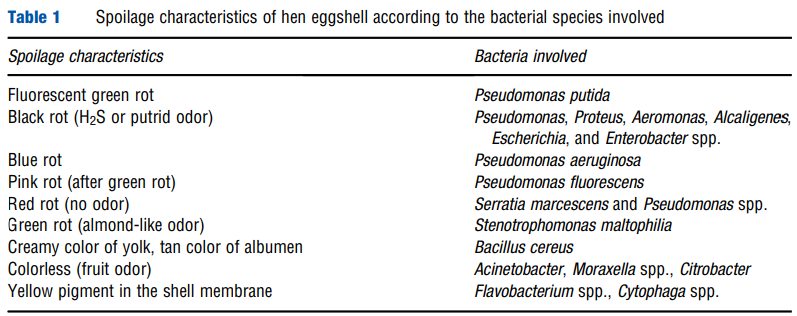 Table 1 Spoilage characteristics of hen eggshell according to the bacterial species involved
Spoilage characteristics Bacteria involved
Fluorescent green rot Pseudomonas putida
Black rot (H2S or putrid odor) Pseudomonas, Proteus, Aeromonas, Alcaligenes,
Escherichia, and Enterobacter spp.
Blue rot Pseudomonas aeruginosa
Pink rot (after green rot) Pseudomonas fluorescens
Red rot (no odor) Serratia marcescens and Pseudomonas spp.
Green rot (almond-like odor) Stenotrophomonas maltophilia
Creamy color of yolk, tan color of albumen Bacillus cereus
Colorless (fruit odor) Acinetobacter, Moraxella spp., Citrobacter
Yellow pigment in the shell membrane Flavobacterium spp., Cytophaga spp.